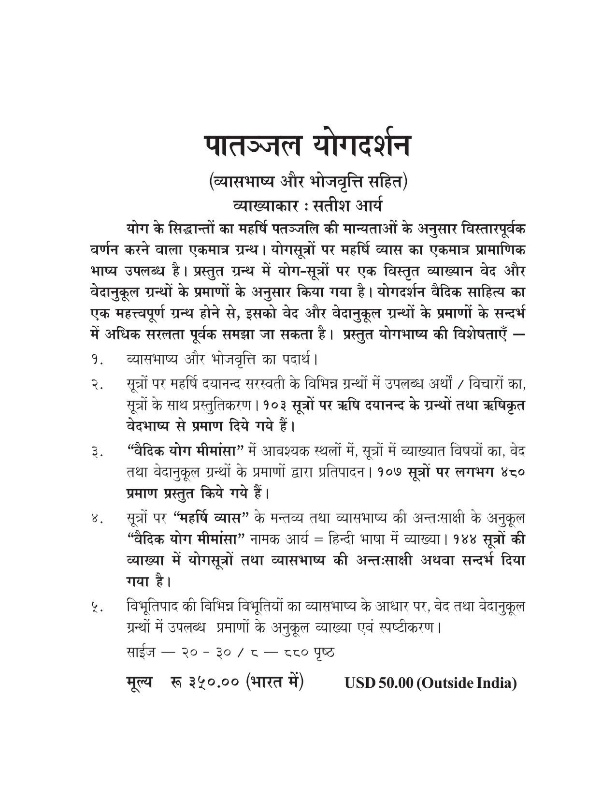 पातञ्जल योगदर्शन
(व्यासभाष्य और भोजवृत्ति सहित)
व्याख्याकार : सतीश आर्य
योग के सिद्धान्तों का महर्षि पतञ्जलि की मान्यताओं के अनुसार विस्तारपूर्वक
वर्णन करने वाला एकमात्र ग्रन्थ। योगसूत्रों पर महर्षि व्यास का एकमात्र प्रामाणिक
भाष्य उपलब्ध है। प्रस्तुत ग्रन्थ में योग-सूत्रों पर एक विस्तृत व्याख्यान वेद और
वेदानुकूल ग्रन्थों के प्रमाणों के अनुसार किया गया है। योगदर्शन वैदिक साहित्य का
एक महत्त्वपूर्ण ग्रन्थ होने से, इसको वेद और वेदानुकूल ग्रन्थों के प्रमाणों के सन्दर्भ
में अधिक सरलता पूर्वक समझा जा सकता है। प्रस्तुत योगभाष्य की विशेषताएँ —
१. व्यासभाष्य और भोजवृत्ति का पदार्थ।
२. सूत्रों पर महर्षि दयानन्द सरस्वती के विभिन्न ग्रन्थों में उपलब्ध अर्थों / विचारों का,
सूत्रों के साथ प्रस्तुतिकरण। १०३ सूत्रों पर ऋषि दयानन्द के ग्रन्थों तथा ऋषिकृत
वेदभाष्य से प्रमाण दिये गये हैं।
३. “वैदिक योग मीमांसा” में आवश्यक स्थलों में, सूत्रों में व्याख्यात विषयों का, वेद
तथा वेदानुकूल ग्रन्थों के प्रमाणों द्वारा प्रतिपादन। १०७ सूत्रों पर लगभग ४८०
प्रमाण प्रस्तुत किये गये हैं।
४. सूत्रों पर “महर्षि व्यास” के मन्तव्य तथा व्यासभाष्य की अन्तःसाक्षी के अनुकूल
“वैदिक योग मीमांसा” नामक आर्य = हिन्दी भाषा में व्याख्या। १४४ सूत्रों की
व्याख्या में योगसूत्रों तथा व्यासभाष्य की अन्तःसाक्षी अथवा सन्दर्भ दिया
गया है।
५. विभूतिपाद की विभिन्न विभूतियों का व्यासभाष्य के आधार पर, वेद तथा वेदानुकूल
ग्रन्थों में उपलब्ध प्रमाणों के अनुकूल व्याख्या एवं स्पष्टीकरण।
साईज — २० - ३० / ८ — ८८० पृष्ठ
मूल्य रू ३५०.०० (भारत में) USD 50.00 (Outside India)